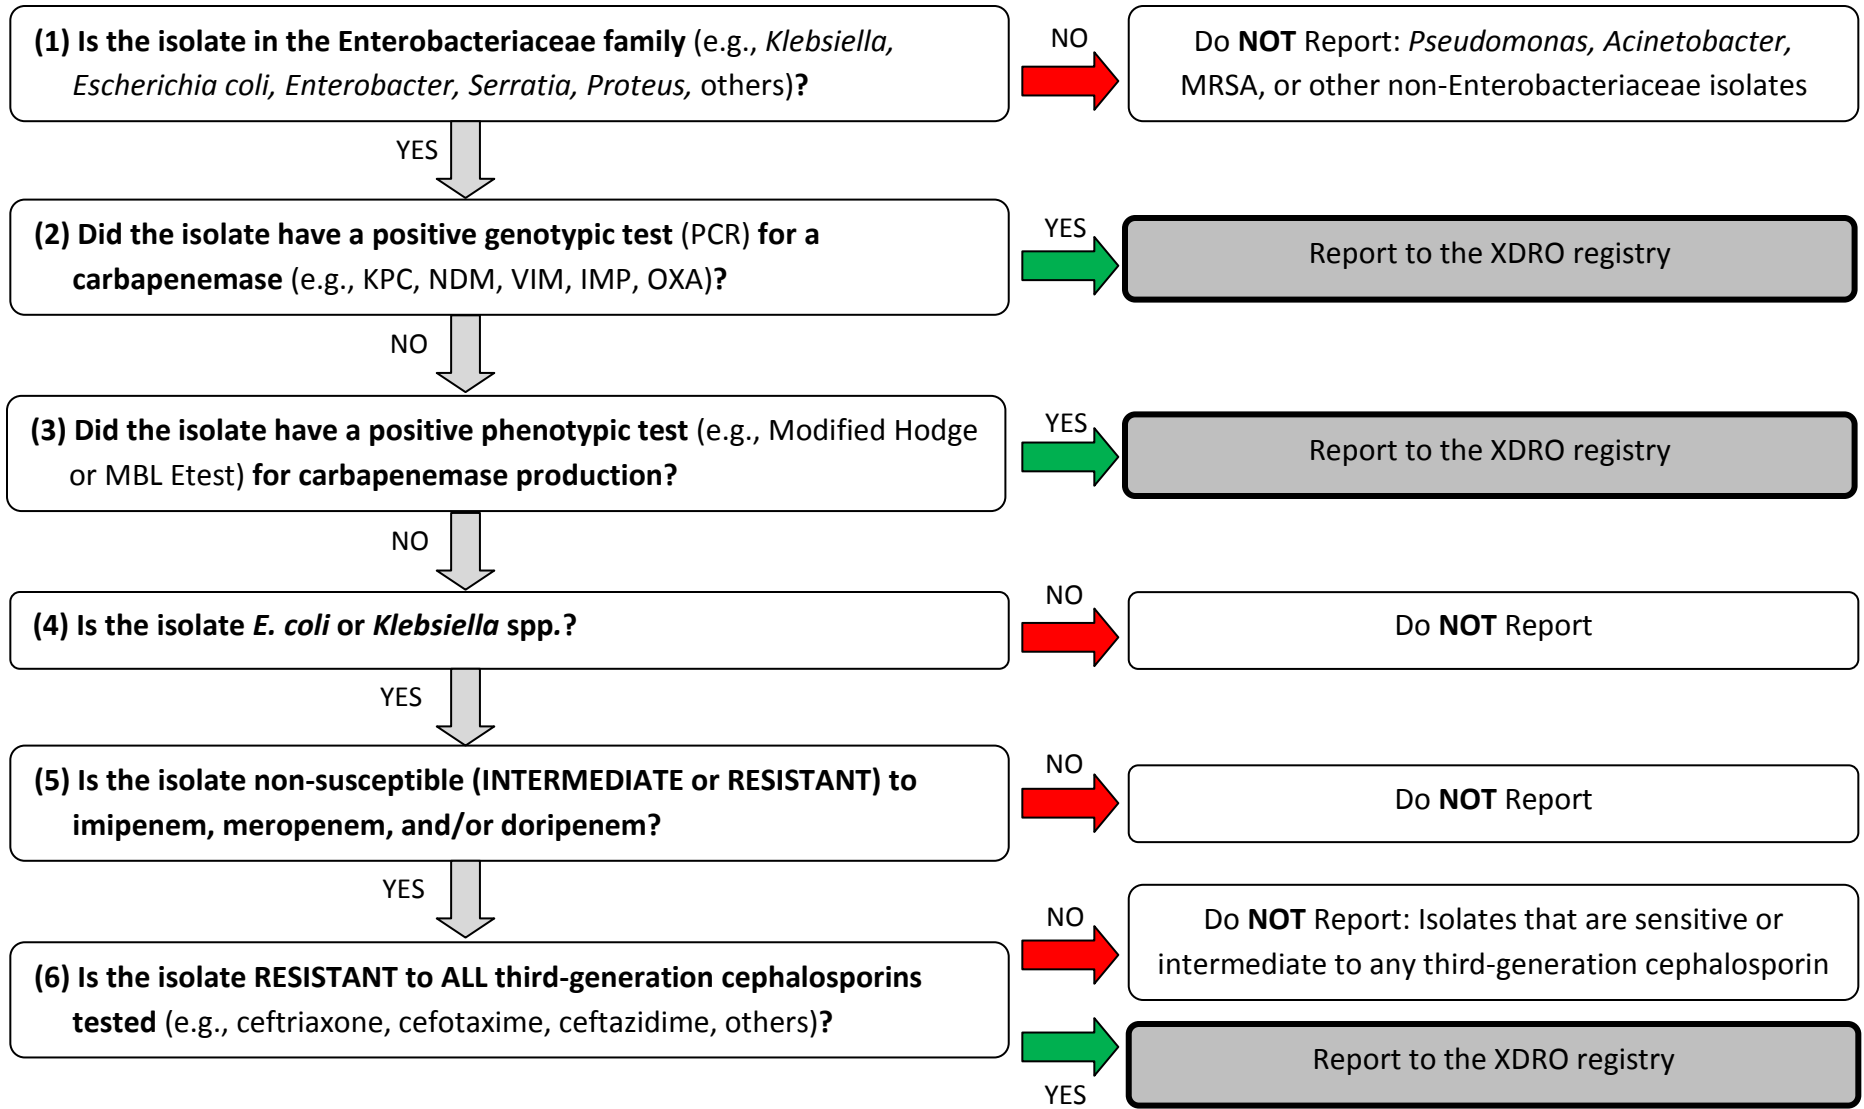 (1) Is the isolate in the Enterobacteriaceae family (e.g., Klebsiella,
Escherichia coli, Enterobacter, Serratia, Proteus, others)?
NO
Do NOT Report: Pseudomonas, Acinetobacter,
MRSA, or other non-Enterobacteriaceae isolates
YES
(2) Did the isolate have a positive genotypic test (PCR) for a
carbapenemase (e.g., KPC, NDM, VIM, IMP, OXA)?
YES
Report to the XDRO registry
NO
(3) Did the isolate have a positive phenotypic test (e.g., Modified Hodge
or MBL Etest) for carbapenemase production?
YES
Report to the XDRO registry
NO
(4) Is the isolate E. coli or Klebsiella spp.?
NO
Do NOT Report
YES
(5) Is the isolate non-susceptible (INTERMEDIATE or RESISTANT) to
imipenem, meropenem, and/or doripenem?
NO
Do NOT Report
YES
(6) Is the isolate RESISTANT to ALL third-generation cephalosporins
tested (e.g., ceftriaxone, cefotaxime, ceftazidime, others)?
NO
Do NOT Report: Isolates that are sensitive or
intermediate to any third-generation cephalosporin
YES
Report to the XDRO registry